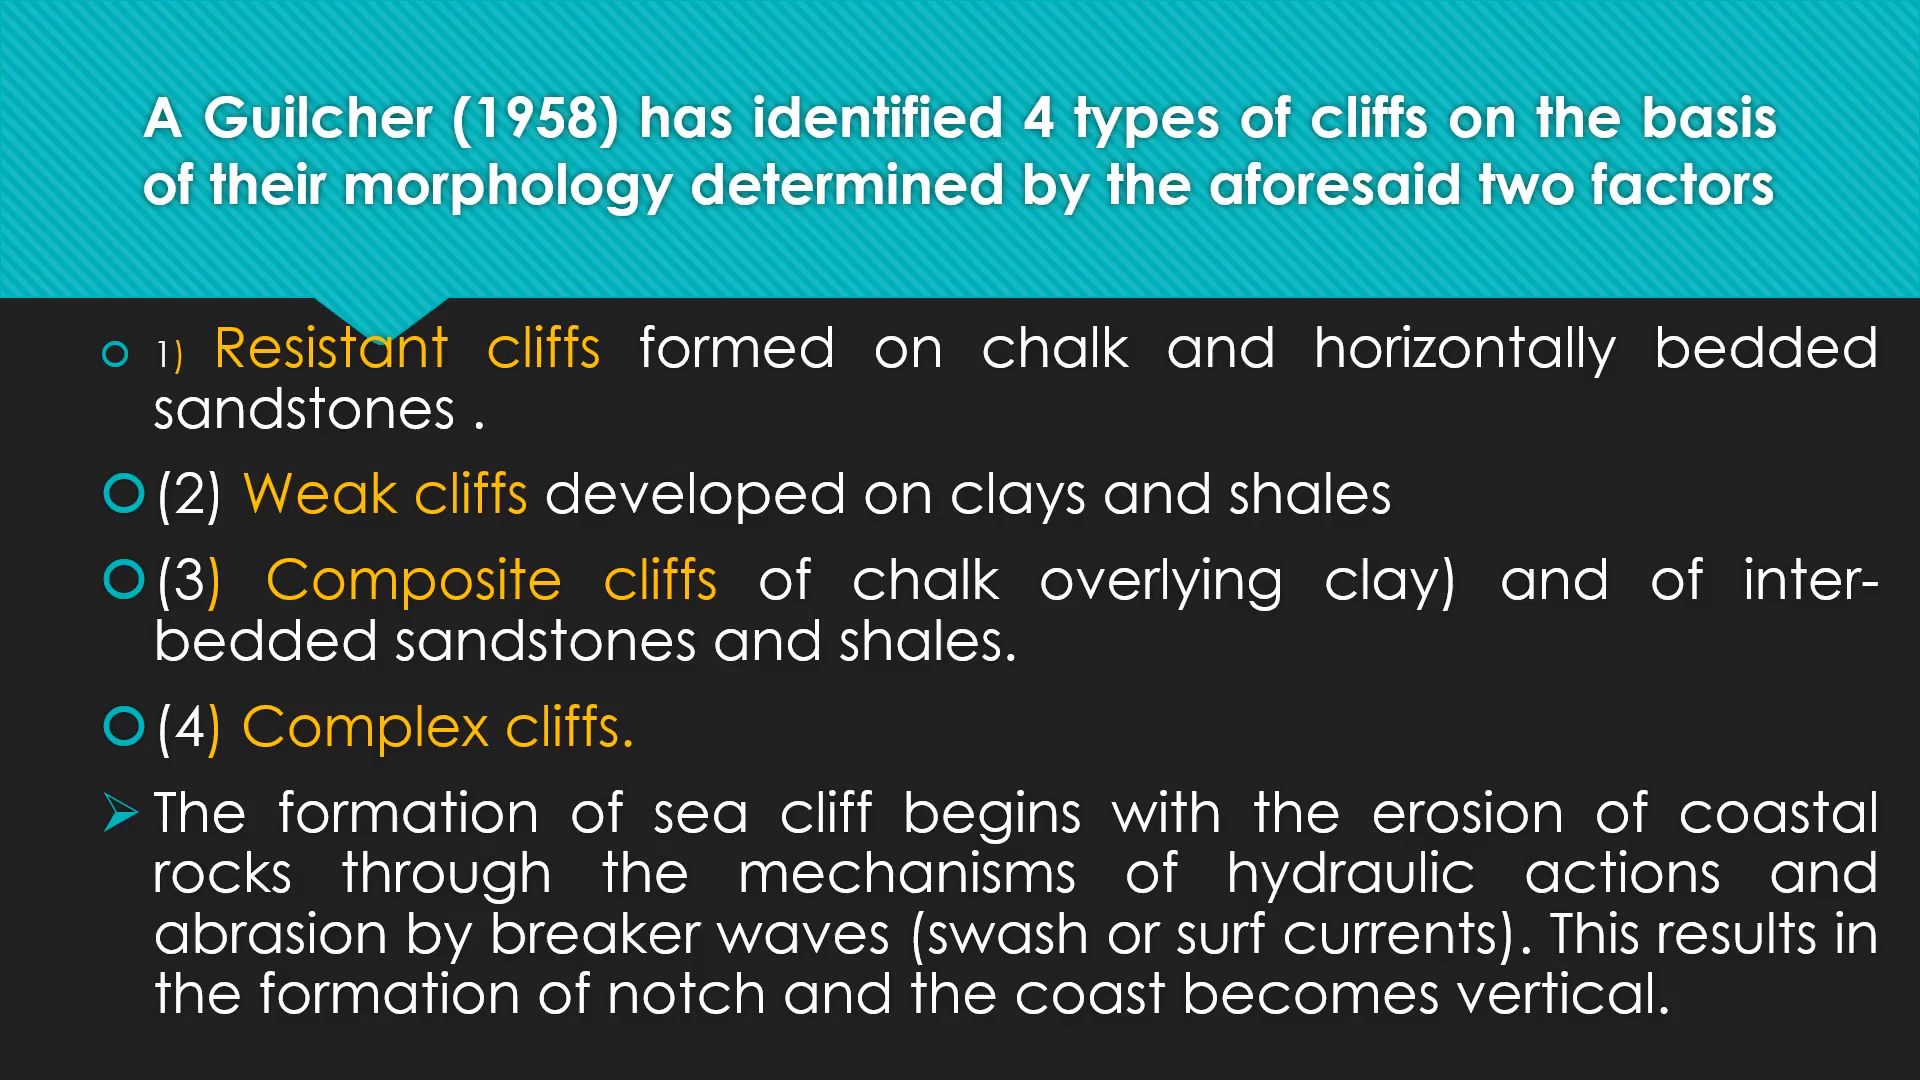 A Guilcher (1958) has identified 4 types of cliffs on the basis
of their morphology determined by the aforesaid two factors
1) Resistant cliffs formed on chalk and horizontally bedded
sandstones .
(2) Weak cliffs developed on clays and shales
(3) Composite cliffs of chalk overlying clay) and of inter-
bedded sandstones and shales.
(4) Complex cliffs.
The formation of sea cliff begins with the erosion of coastal
rocks through the mechanisms of hydraulic actions and
abrasion by breaker waves (swash or surf currents). This results in
the formation of notch and the coast becomes vertical.